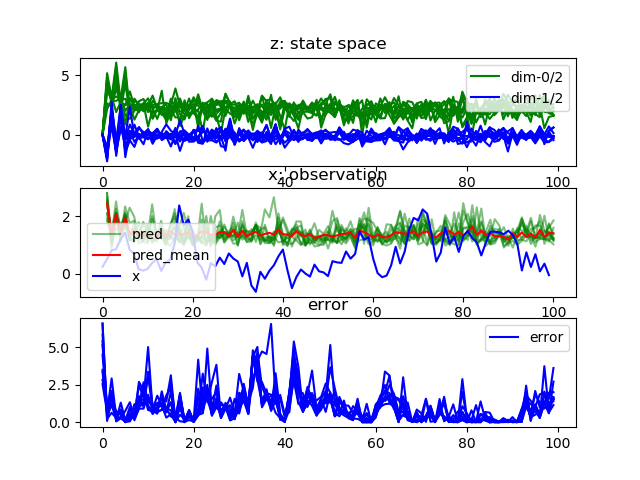 z: state space
5
0
dim-0/2
dim-1/2
0 20 40 60 80 100
x: observation
2
0
pred
pred_mean
x
0 20 40 60 80 100
error
5.0
2.5
0.0
error
0 20 40 60 80 100